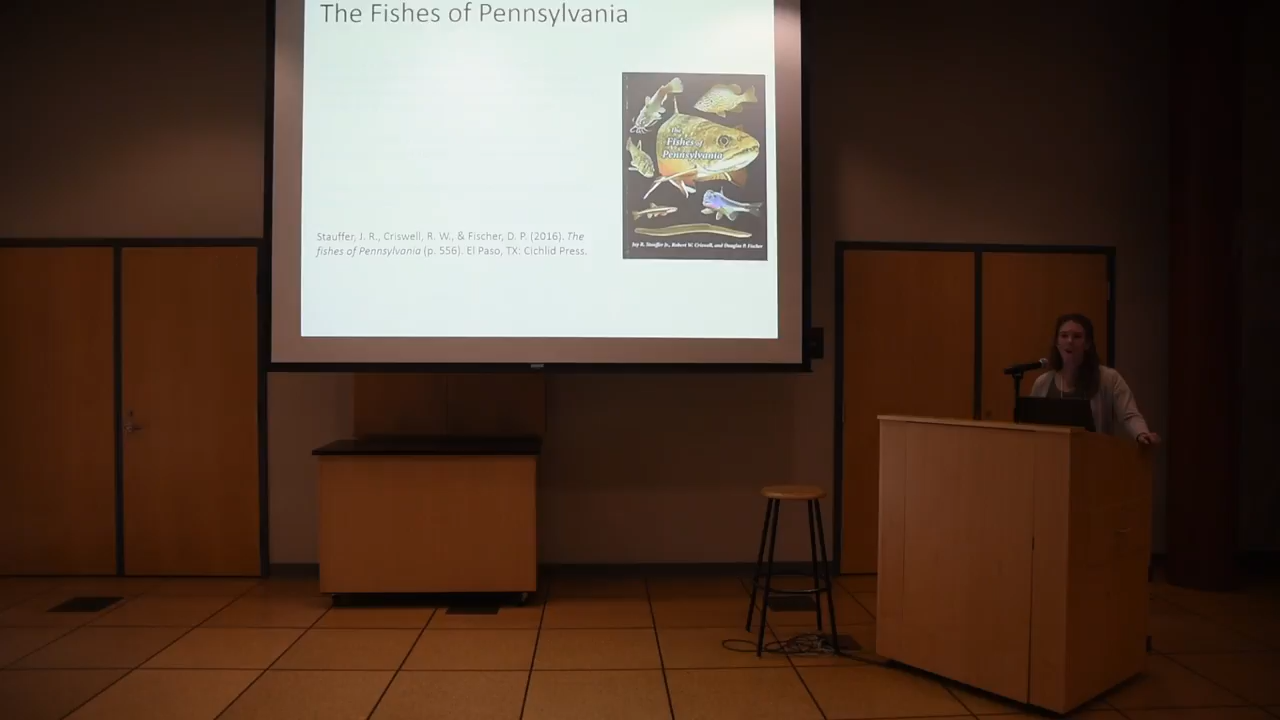 The Fishes of Pennsylvania
The
Fishes of
Pennsylvania
Jay R. Stauffer Jr., Robert W. Criswell, and Douglas P. Fischer
Stauffer, J. R., Criswell, R. W., & Fischer, D. P. (2016). The
fishes of Pennsylvania (p. 556). El Paso, TX: Cichlid Press.